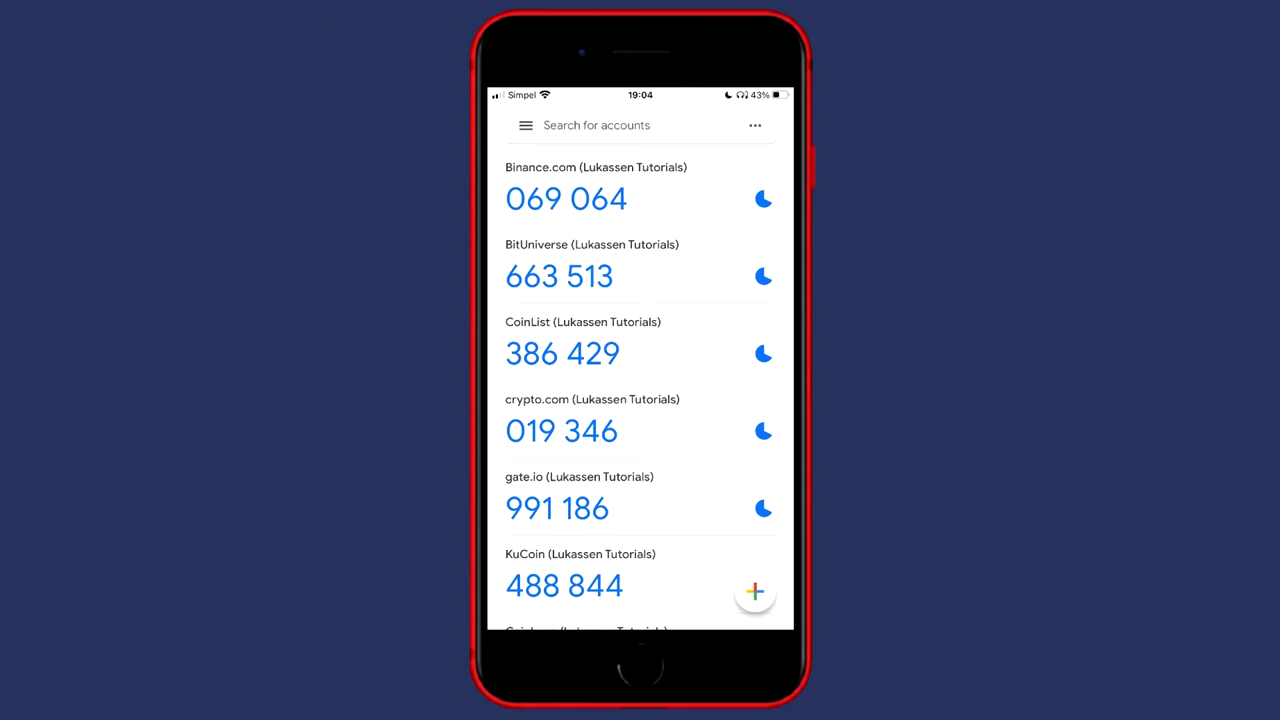 Simpel 19:04 43%
Search for accounts
Binance.com (Lukassen Tutorials)
069 064
BitUniverse (Lukassen Tutorials)
663 513
CoinList (Lukassen Tutorials)
386 429
crypto.com (Lukassen Tutorials)
019 346
gate.io (Lukassen Tutorials)
991 186
KuCoin (Lukassen Tutorials)
488 844